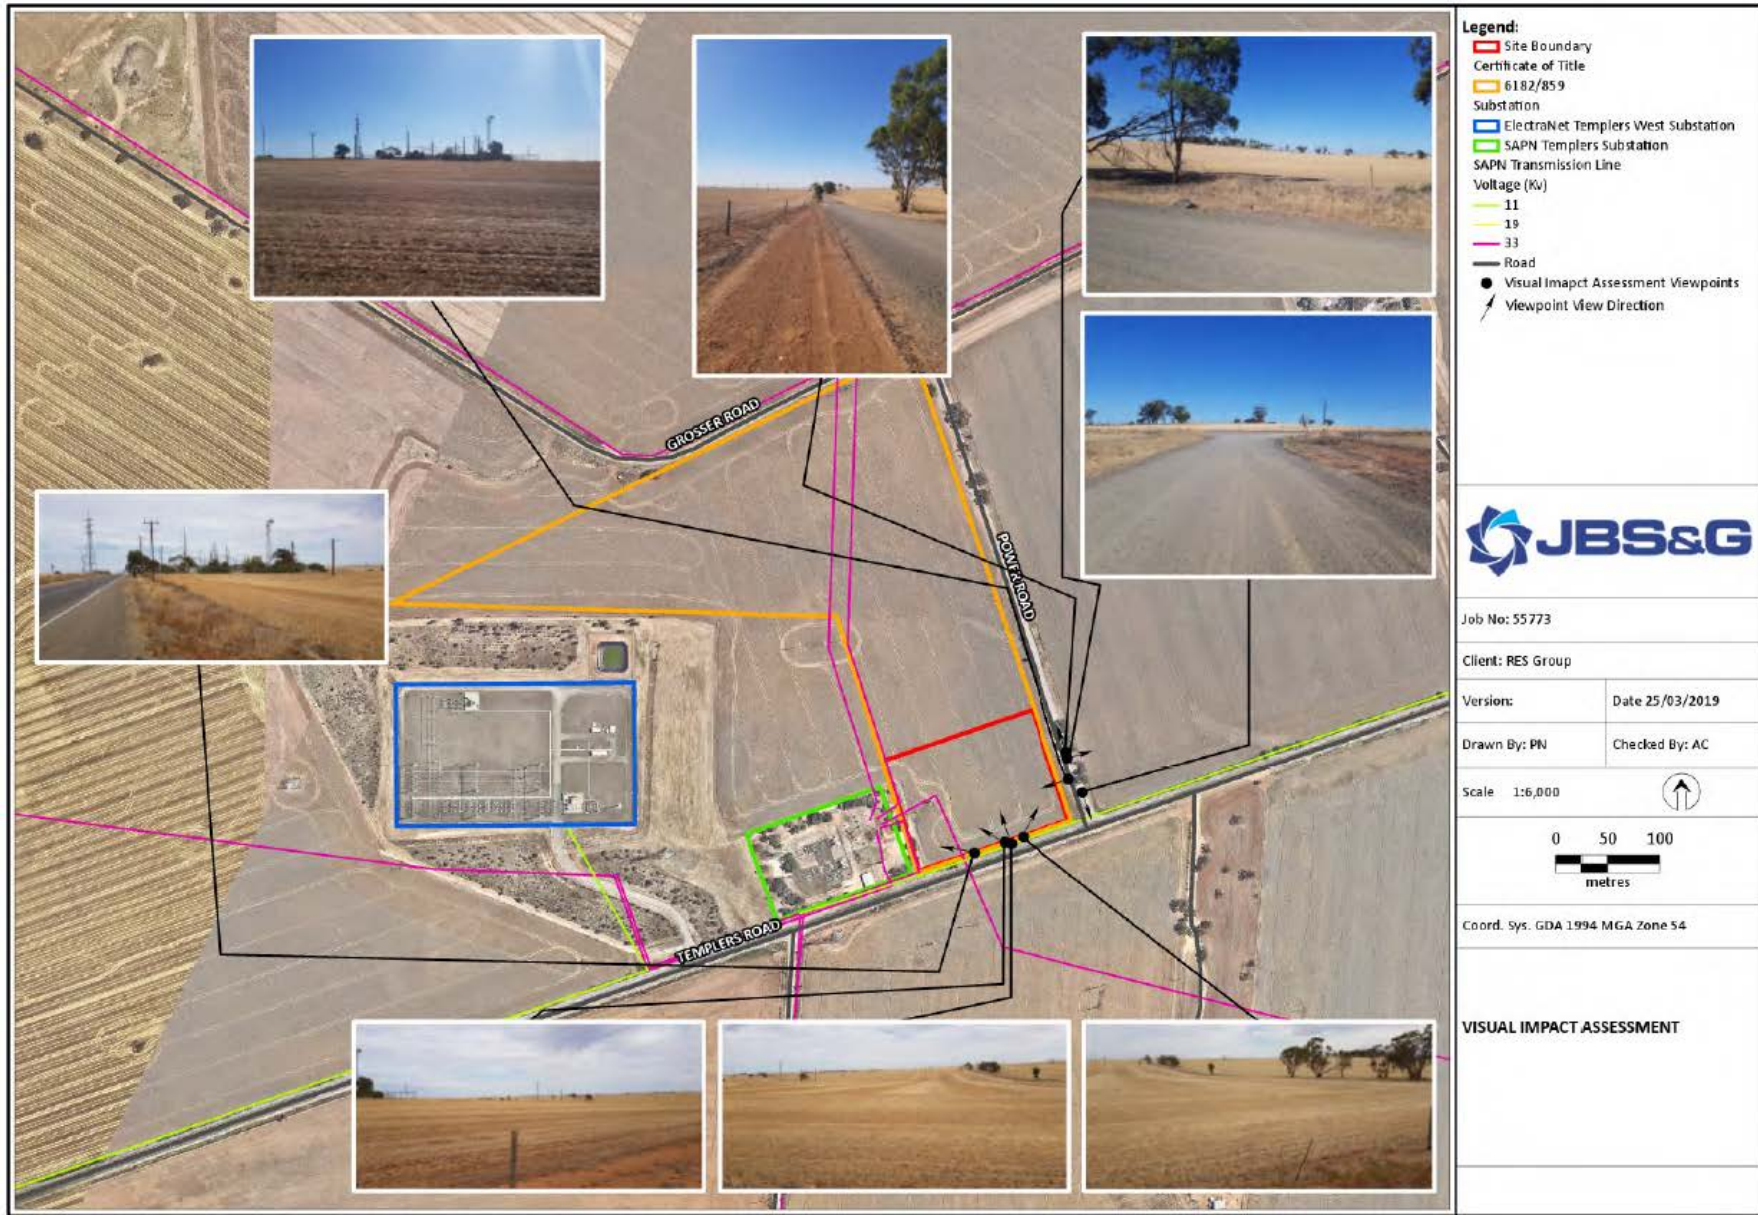 GROSSER ROAD
POWER ROAD
TEMPLERS ROAD
Legend:
Site Boundary
Certificate of Title
6182/859
Substation
ElectraNet Templers West Substation
SAPN Templers Substation
SAPN Transmission Line
Voltage (Kv)
11
19
33
Road
Visual Imapct Assessment Viewpoints
Viewpoint View Direction
JBS&G
Job No: 55773
Client: RES Group
Version:
Date 25/03/2019
Drawn By: PN
Checked By: AC
Scale 1:6,000
0 50 100
metres
Coord. Sys. GDA 1994 MGA Zone 54
VISUAL IMPACT ASSESSMENT